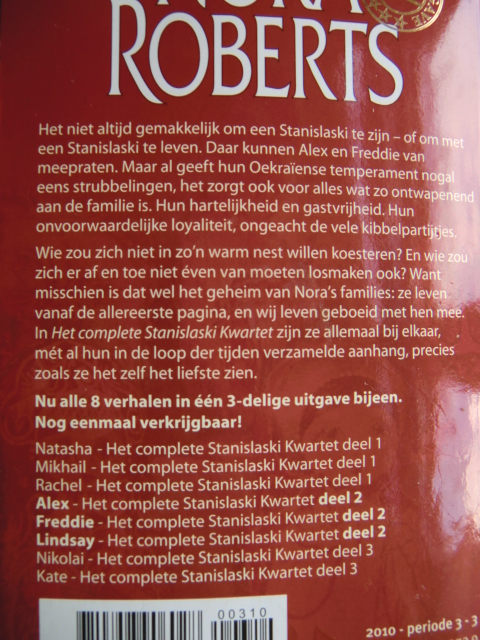 NORA
ROBERTS
Het niet altijd gemakkelijk om een Stanislaski te zijn – of om met
een Stanislaski te leven. Daar kunnen Alex en Freddie van
meepraten. Maar al geeft hun Oekraïense temperament nogal
eens strubbelingen, het zorgt ook voor alles wat zo ontwapenend
aan de familie is. Hun hartelijkheid en gastvrijheid. Hun
onvoorwaardelijke loyaliteit, ongeacht de vele kibbelpartijtjes.
Wie zou zich niet in zo'n warm nest willen koesteren? En wie zou
zich er af en toe niet éven van moeten losmaken ook? Want
misschien is dat wel het geheim van Nora's families: ze leven
vanaf de allereerste pagina, en wij leven geboeid met hen mee.
In Het complete Stanislaski Kwartet zijn ze allemaal bij elkaar,
mét al hun in de loop der tijden verzamelde aanhang, precies
zoals ze het zelf het liefste zien.
Nu alle 8 verhalen in één 3-delige uitgave bijeen.
Nog eenmaal verkrijgbaar!
Natasha - Het complete Stanislaski Kwartet deel 1
Mikhail - Het complete Stanislaski Kwartet deel 1
Rachel - Het complete Stanislaski Kwartet deel 1
Alex - Het complete Stanislaski Kwartet deel 2
Freddie - Het complete Stanislaski Kwartet deel 2
Lindsay - Het complete Stanislaski Kwartet deel 2
Nikolai - Het complete Stanislaski Kwartet deel 3
Kate - Het complete Stanislaski Kwartet deel 3
00310
2010 - periode 3 - 3